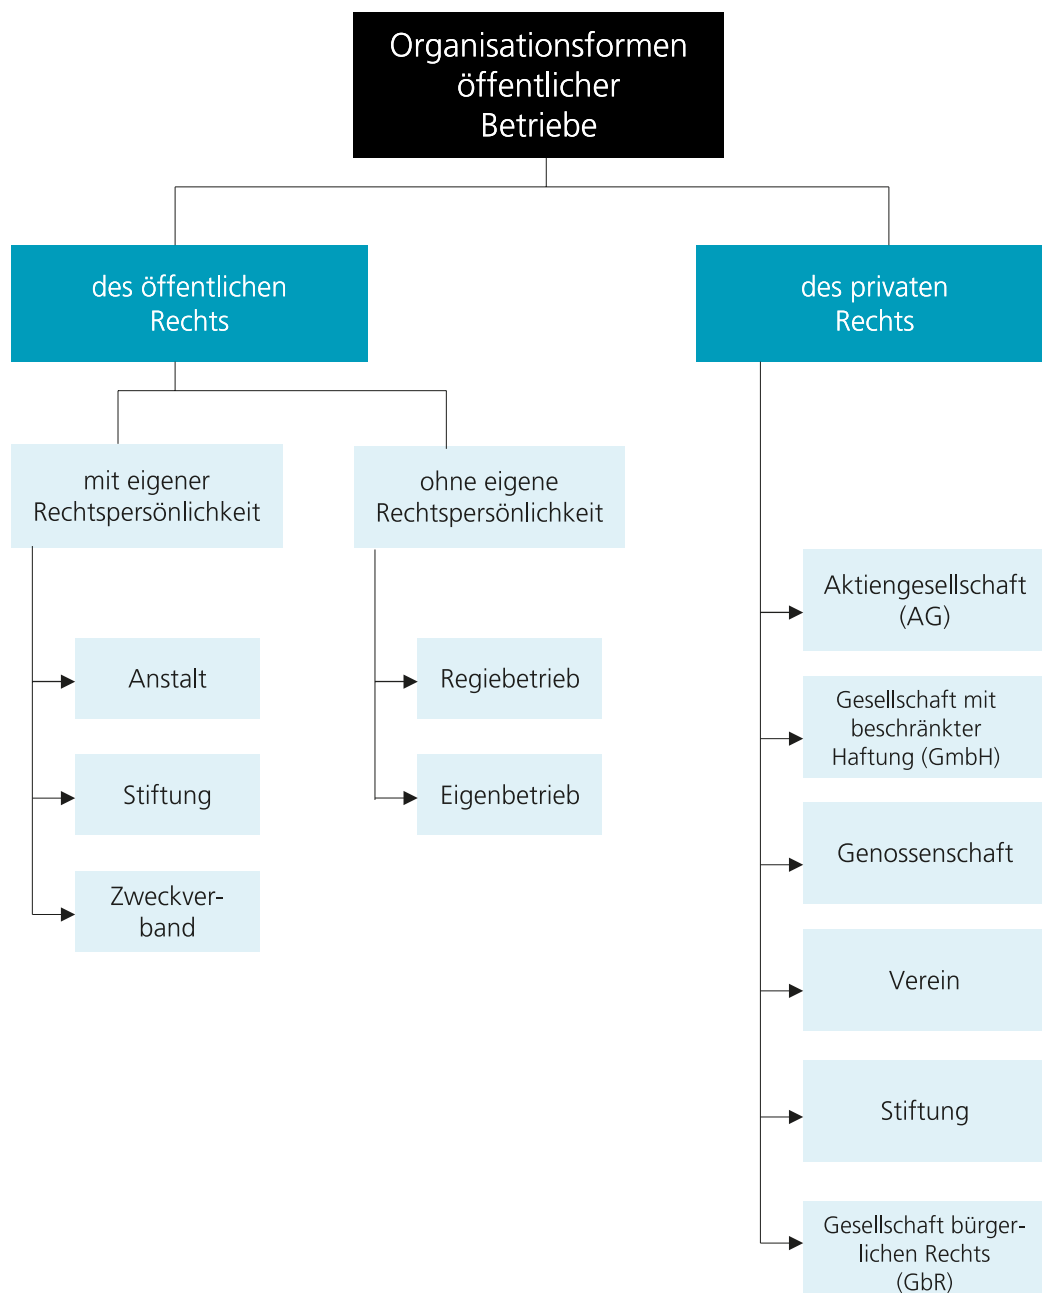 Organisationsformen
öffentlicher
Betriebe
des öffentlichen
Rechts
des privaten
Rechts
mit eigener
Rechtspersönlichkeit
ohne eigene
Rechtspersönlichkeit
Anstalt
Stiftung
Zweckver-
band
Regiebetrieb
Eigenbetrieb
Aktiengesellschaft
(AG)
Gesellschaft mit
beschränkter
Haftung (GmbH)
Genossenschaft
Verein
Stiftung
Gesellschaft bürger-
lichen Rechts
(GbR)